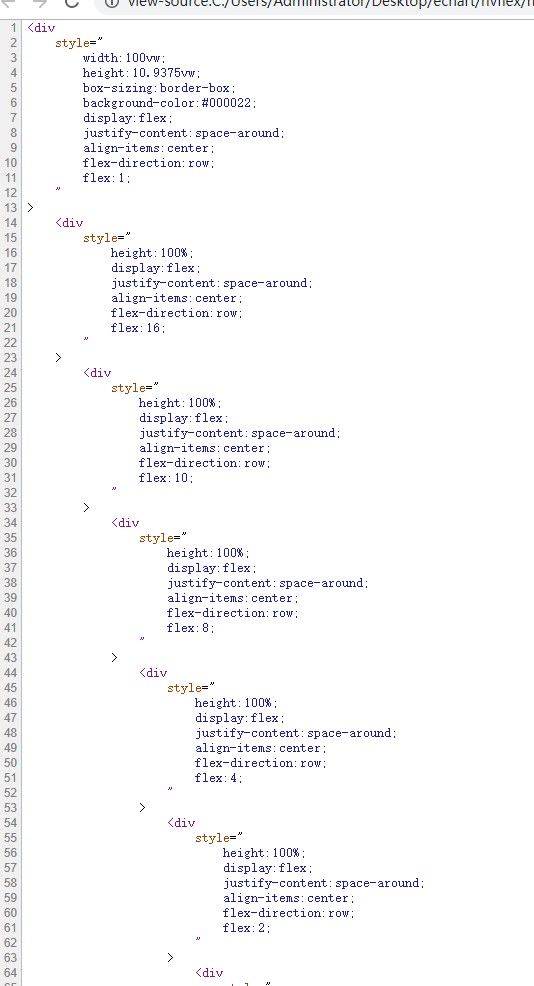 view-source:C:/Users/Administrator/Desktop/echart/hvflex/
1 <div
2 style="
3 width:100vw;
4 height:10.9375vw;
5 box-sizing:border-box;
6 background-color:#000022;
7 display:flex;
8 justify-content:space-around;
9 align-items:center;
10 flex-direction:row;
11 flex:1;
12 "
13 >
14 <div
15 style="
16 height:100%;
17 display:flex;
18 justify-content:space-around;
19 align-items:center;
20 flex-direction:row;
21 flex:16;
22 "
23 >
24 <div
25 style="
26 height:100%;
27 display:flex;
28 justify-content:space-around;
29 align-items:center;
30 flex-direction:row;
31 flex:10;
32 "
33 >
34 <div
35 style="
36 height:100%;
37 display:flex;
38 justify-content:space-around;
39 align-items:center;
40 flex-direction:row;
41 flex:8;
42 "
43 >
44 <div
45 style="
46 height:100%;
47 display:flex;
48 justify-content:space-around;
49 align-items:center;
50 flex-direction:row;
51 flex:4;
52 "
53 >
54 <div
55 style="
56 height:100%;
57 display:flex;
58 justify-content:space-around;
59 align-items:center;
60 flex-direction:row;
61 flex:2;
62 "
63 >
64 <div